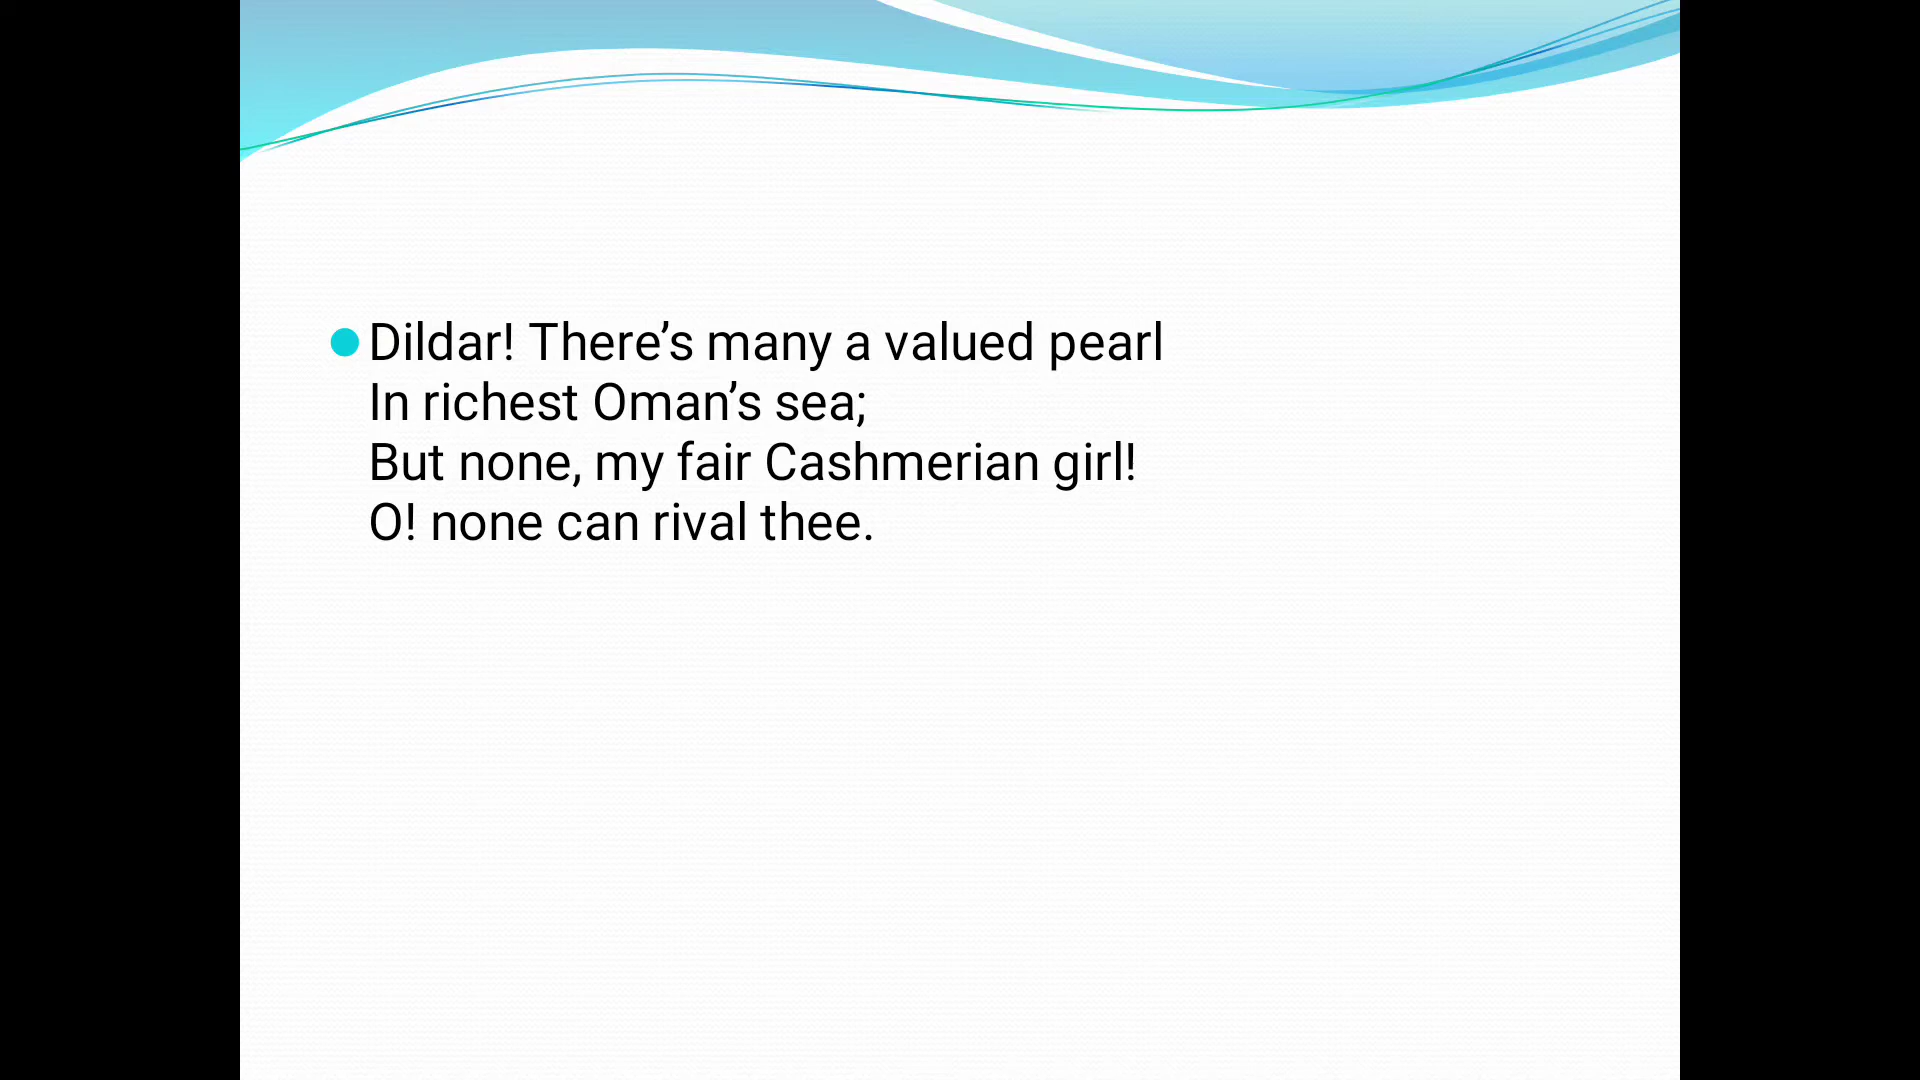 Dildar! There’s many a valued pearl
In richest Oman’s sea;
But none, my fair Cashmerian girl!
O! none can rival thee.